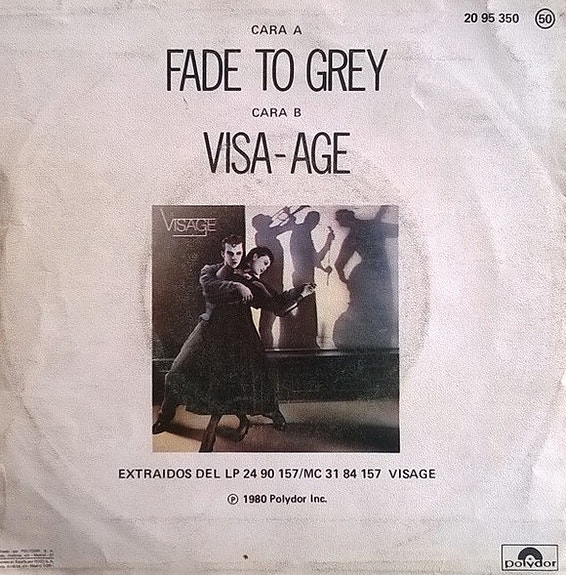 20 95 350 50
CARA A
FADE TO GREY
CARA B
VISA-AGE
VISAGE
EXTRAIDOS DEL LP 24 90 157/MC 31 84 157 VISAGE
℗ 1980 Polydor Inc.
polydor